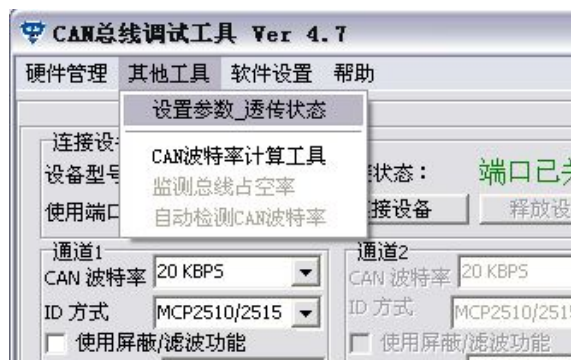 CAN总线调试工具 Ver 4.7
硬件管理 其他工具 软件设置 帮助
设置参数_透传状态
连接设
CAN波特率计算工具
设备型号
状态：
端口已
监测总线占空率
使用端口
接设备
释放设
自动检测CAN波特率
通道1
通道2
CAN 波特率 20 KBPS
CAN 波特率 20 KBPS
ID 方式 MCP2510/2515
ID 方式 MCP2510/251
使用屏蔽/滤波功能
使用屏蔽/滤波功能